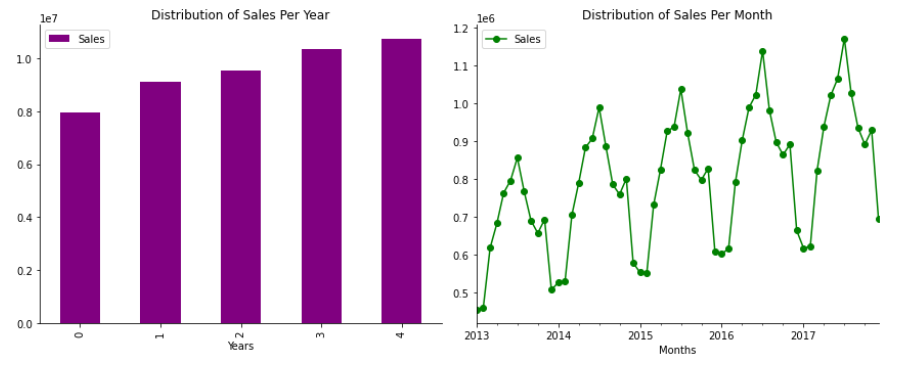 Distribution of Sales Per Year
1e7
Sales
1.0
0.8
0.6
0.4
0.2
0.0
0 1 2 3 4
Years
Distribution of Sales Per Month
1e6
Sales
1.2
1.1
1.0
0.9
0.8
0.7
0.6
0.5
2013 2014 2015 2016 2017
Months